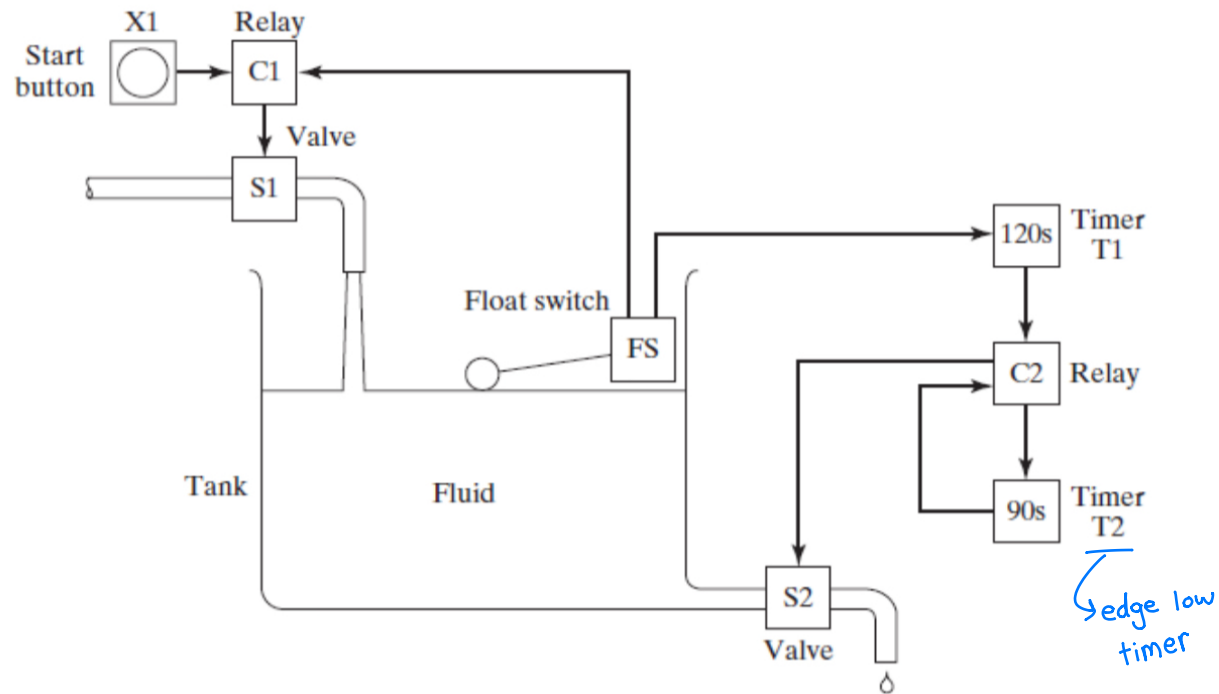 X1
Relay
Start
button
C1
Valve
S1
120s
Timer
T1
Float switch
FS
C2
Relay
Tank
Fluid
90s
Timer
T2
S2
edge low
timer
Valve